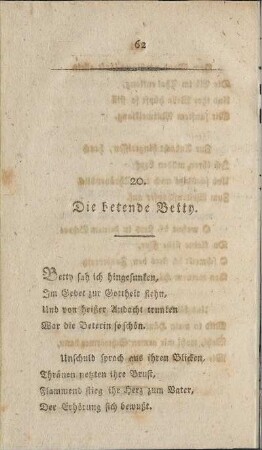 62
20.
Die betende Betty.
Betty sah ich hingesunken,
Im Gebet zur Gottheit flehn,
Und von heißer Andacht trunken
War die Beterin so schön.
Unschuld sprach aus ihren Blicken,
Thränen netzten ihre Brust,
Flammend stieg ihr Herz zum Vater,
Der Erhörung sich bewußt.